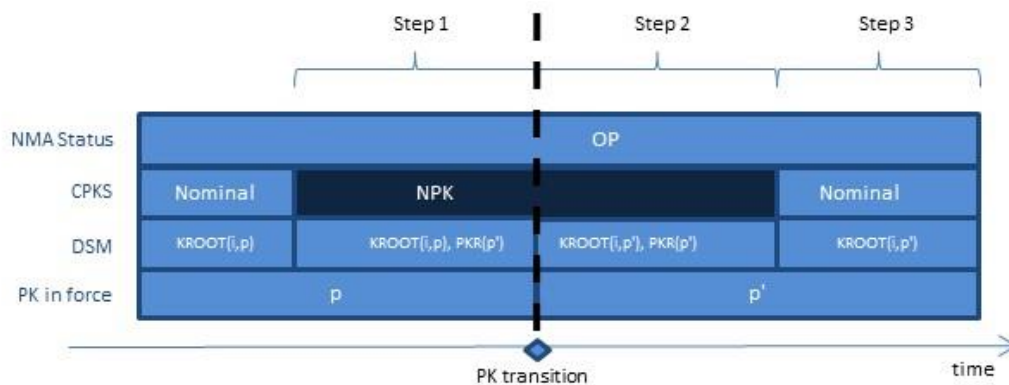 Step 1 Step 2 Step 3
NMA Status OP
CPKS Nominal NPK Nominal
DSM KROOT(i,p) KROOT(i,p), PKR(p') KROOT(i,p'), PKR(p') KROOT(i,p')
PK in force p p'
time
PK transition